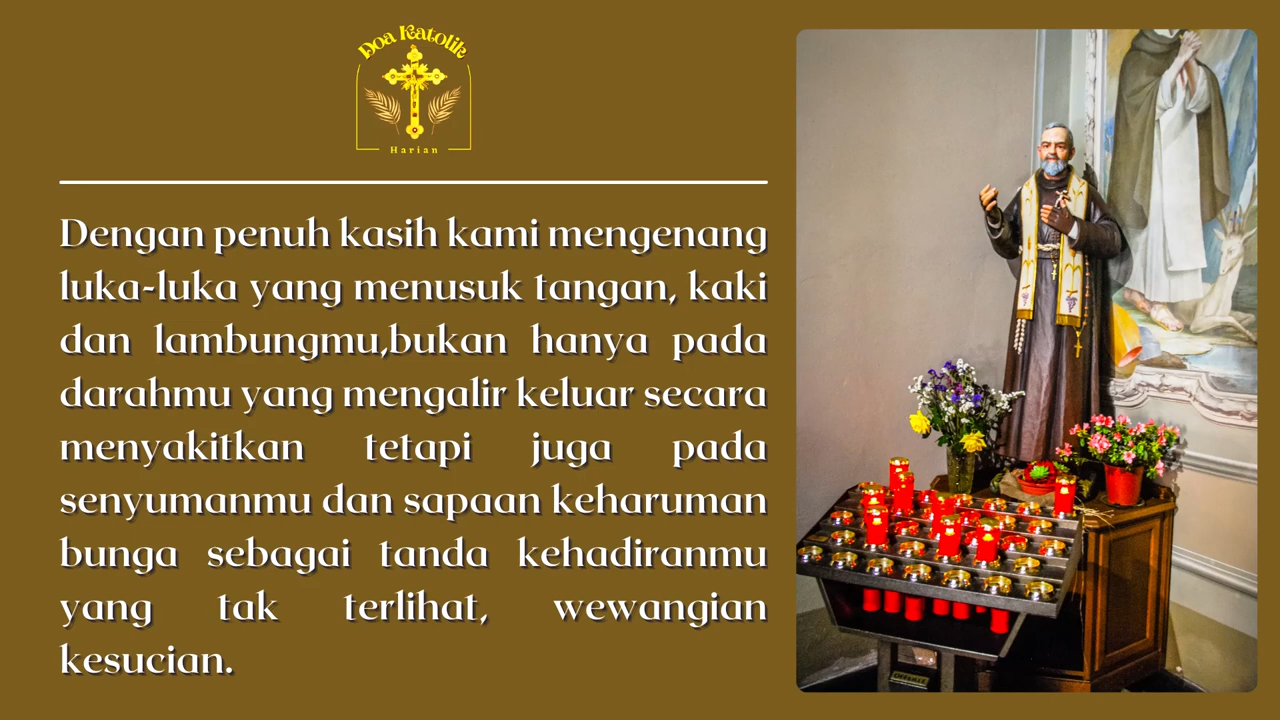 Doa Katolik
Harian
Dengan penuh kasih kami mengenang
luka-luka yang menusuk tangan, kaki
dan lambungmu,bukan hanya pada
darahmu yang mengalir keluar secara
menyakitkan tetapi juga pada
senyumanmu dan sapaan keharuman
bunga sebagai tanda kehadiranmu
yang tak terlihat, wewangian
kesucian.